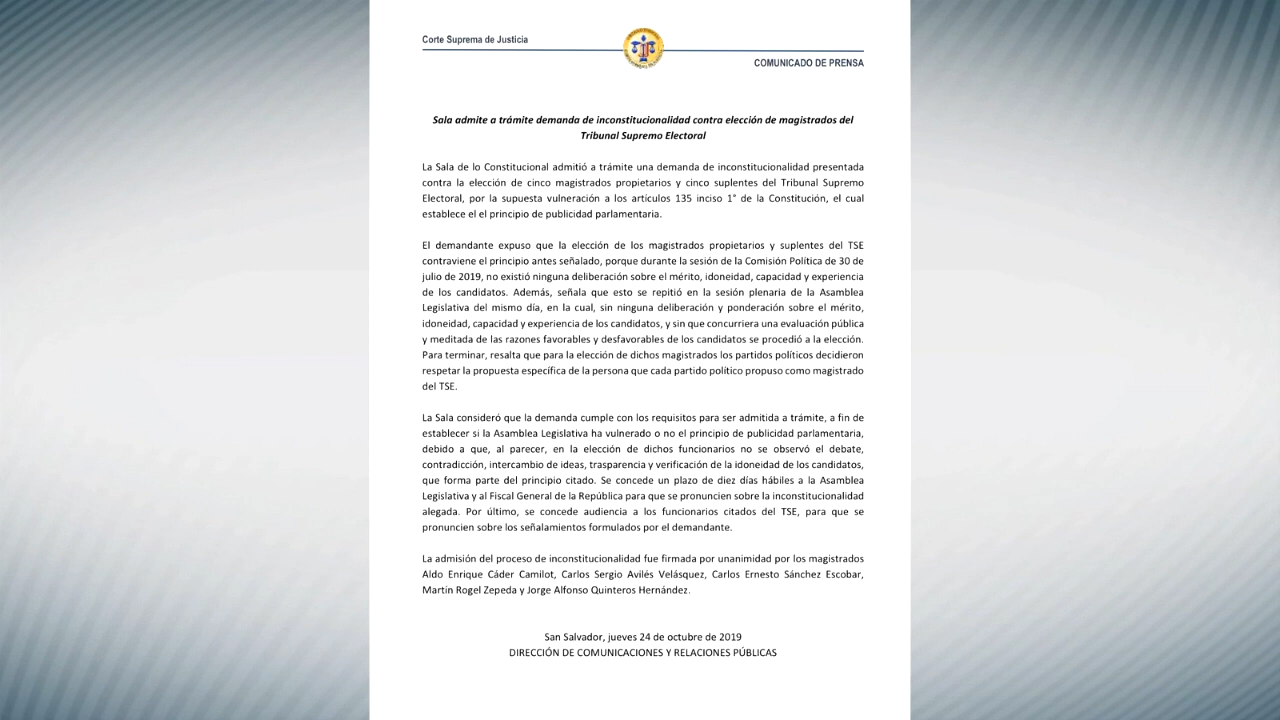 Corte Suprema de Justicia
COMUNICADO DE PRENSA
Sala admite a trámite demanda de inconstitucionalidad contra elección de magistrados del
Tribunal Supremo Electoral
La Sala de lo Constitucional admitió a trámite una demanda de inconstitucionalidad presentada
contra la elección de cinco magistrados propietarios y cinco suplentes del Tribunal Supremo
Electoral, por la supuesta vulneración a los artículos 135 inciso 1° de la Constitución, el cual
establece el el principio de publicidad parlamentaria.
El demandante expuso que la elección de los magistrados propietarios y suplentes del TSE
contraviene el principio antes señalado, porque durante la sesión de la Comisión Política de 30 de
julio de 2019, no existió ninguna deliberación sobre el mérito, idoneidad, capacidad y experiencia
de los candidatos. Además, señala que esto se repitió en la sesión plenaria de la Asamblea
Legislativa del mismo día, en la cual, sin ninguna deliberación y ponderación sobre el mérito,
idoneidad, capacidad y experiencia de los candidatos, y sin que concurriera una evaluación pública
y meditada de las razones favorables y desfavorables de los candidatos se procedió a la elección.
Para terminar, resalta que para la elección de dichos magistrados los partidos políticos decidieron
respetar la propuesta específica de la persona que cada partido político propuso como magistrado
del TSE.
La Sala consideró que la demanda cumple con los requisitos para ser admitida a trámite, a fin de
establecer si la Asamblea Legislativa ha vulnerado o no el principio de publicidad parlamentaria,
debido a que, al parecer, en la elección de dichos funcionarios no se observó el debate,
contradicción, intercambio de ideas, trasparencia y verificación de la idoneidad de los candidatos,
que forma parte del principio citado. Se concede un plazo de diez días hábiles a la Asamblea
Legislativa y al Fiscal General de la República para que se pronuncien sobre la inconstitucionalidad
alegada. Por último, se concede audiencia a los funcionarios citados del TSE, para que se
pronuncien sobre los señalamientos formulados por el demandante.
La admisión del proceso de inconstitucionalidad fue firmada por unanimidad por los magistrados
Aldo Enrique Cáder Camilot, Carlos Sergio Avilés Velásquez, Carlos Ernesto Sánchez Escobar,
Martín Rogel Zepeda y Jorge Alfonso Quinteros Hernández.
San Salvador, jueves 24 de octubre de 2019
DIRECCIÓN DE COMUNICACIONES Y RELACIONES PÚBLICAS